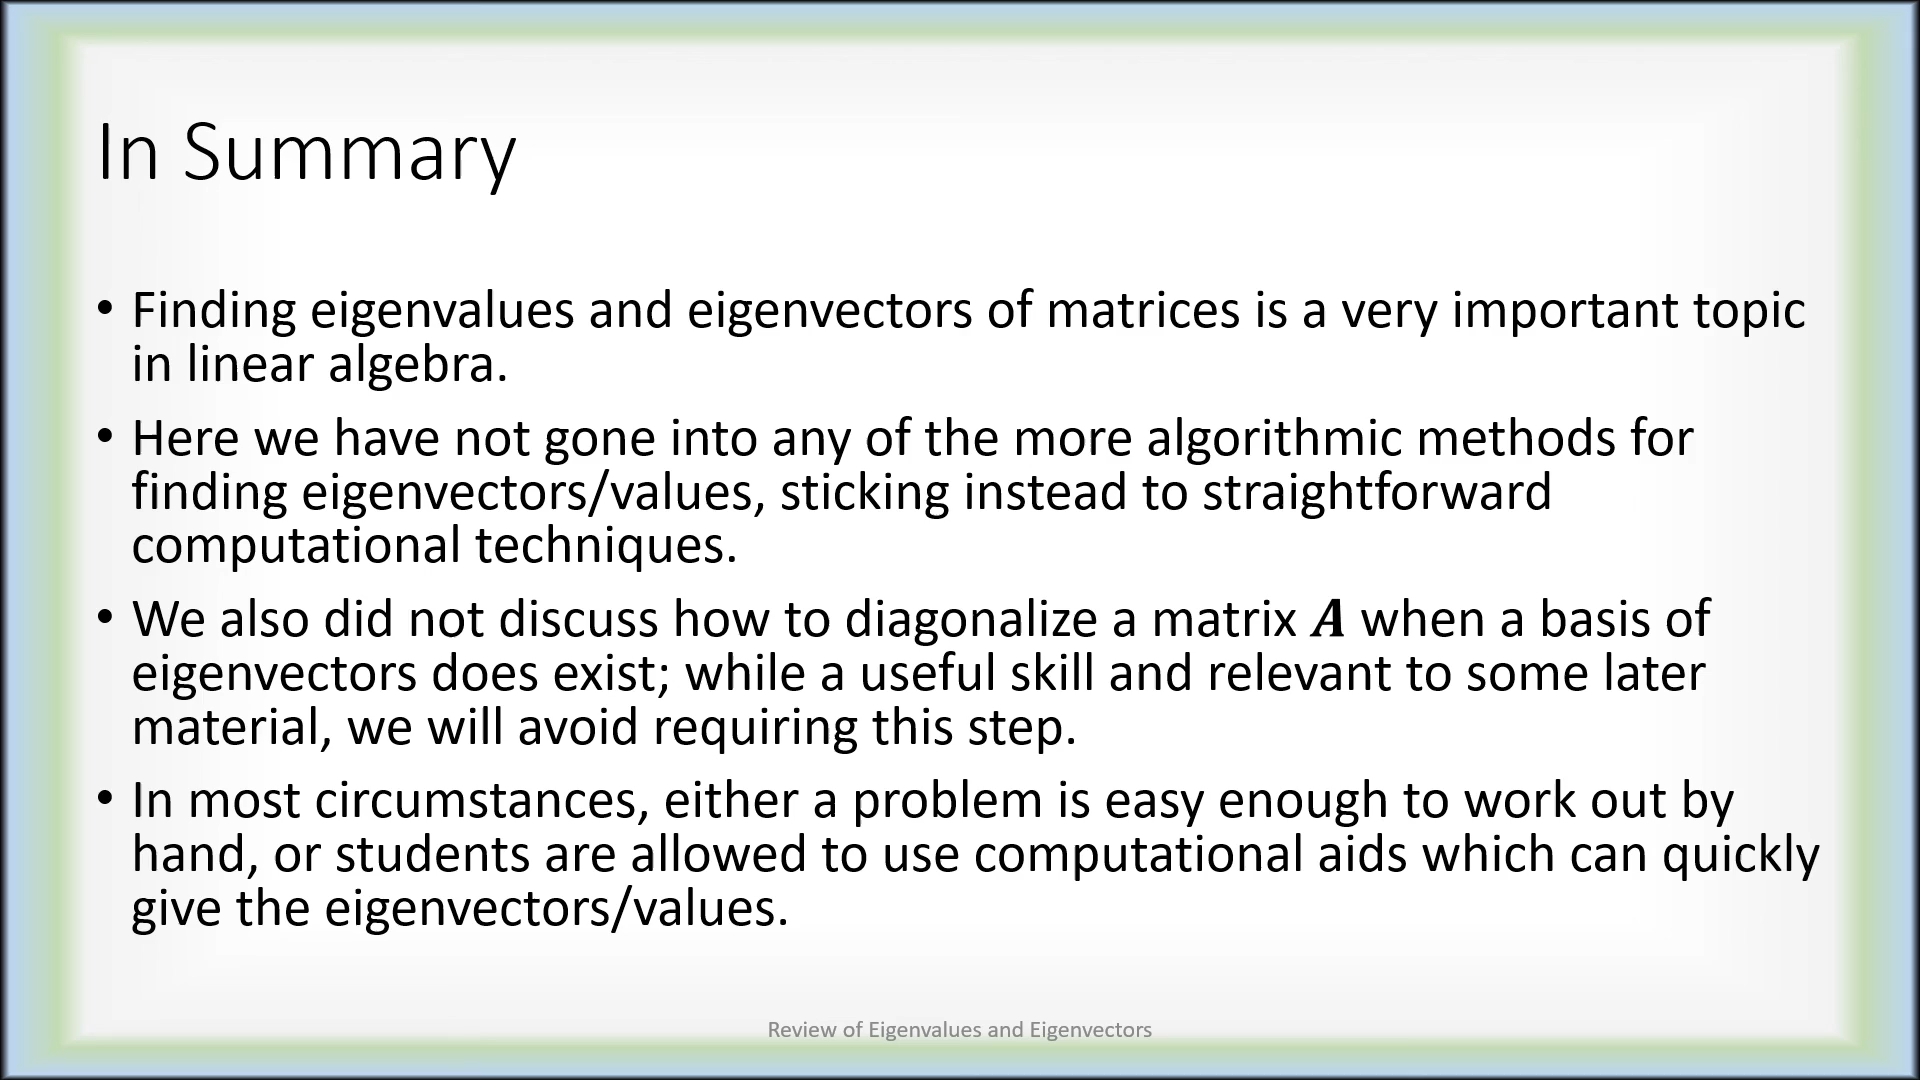 In Summary
• Finding eigenvalues and eigenvectors of matrices is a very important topic
in linear algebra.
• Here we have not gone into any of the more algorithmic methods for
finding eigenvectors/values, sticking instead to straightforward
computational techniques.
• We also did not discuss how to diagonalize a matrix A when a basis of
eigenvectors does exist; while a useful skill and relevant to some later
material, we will avoid requiring this step.
• In most circumstances, either a problem is easy enough to work out by
hand, or students are allowed to use computational aids which can quickly
give the eigenvectors/values.
Review of Eigenvalues and Eigenvectors